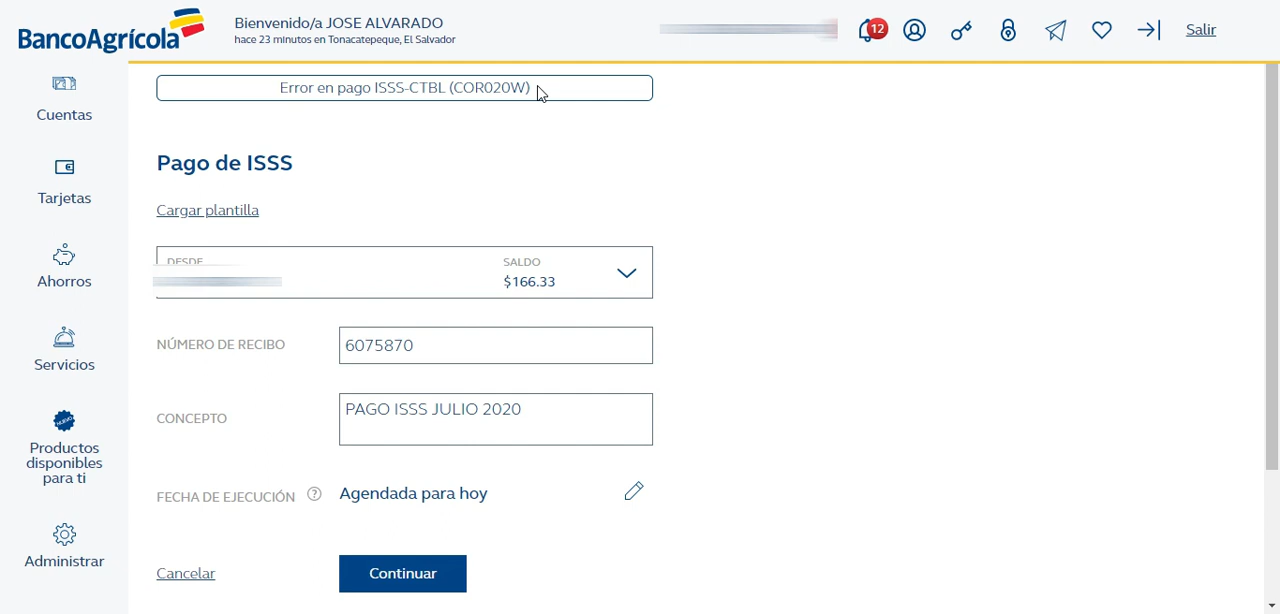 BancoAgrícola
Bienvenido/a JOSE ALVARADO
hace 23 minutos en Tonacatepeque, El Salvador
12
Salir
Cuentas
Tarjetas
Ahorros
Servicios
NUEVO
Productos
disponibles
para ti
Administrar
Error en pago ISSS-CTBL (COR020W)
Pago de ISSS
Cargar plantilla
DESDE
SALDO
$166.33
NÚMERO DE RECIBO
6075870
CONCEPTO
PAGO ISSS JULIO 2020
FECHA DE EJECUCIÓN ?
Agendada para hoy
Cancelar
Continuar